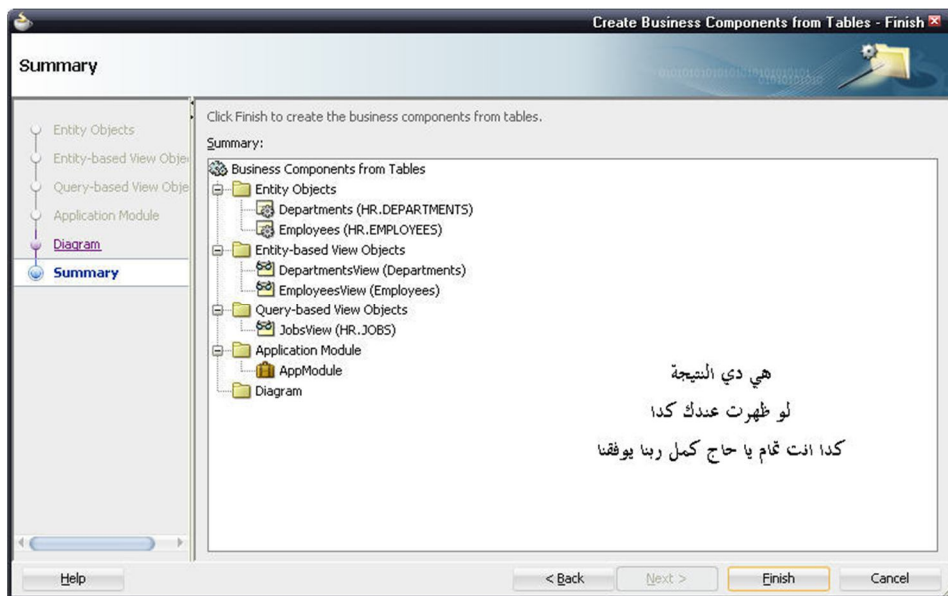 Create Business Components from Tables - Finish
Summary
Entity Objects
Entity-based View Obje
Query-based View Obje
Application Module
Diagram
Summary
Click Finish to create the business components from tables.
Summary:
Business Components from Tables
Entity Objects
Departments (HR.DEPARTMENTS)
Employees (HR.EMPLOYEES)
Entity-based View Objects
DepartmentsView (Departments)
EmployeesView (Employees)
Query-based View Objects
JobsView (HR.JOBS)
Application Module
AppModule
Diagram
هي دي النتيجة
لو ظهرت عندك كدا
كدا انت تمام يا حاج كمل ربنا يوفقنا
Help
< Back
Next >
Finish
Cancel